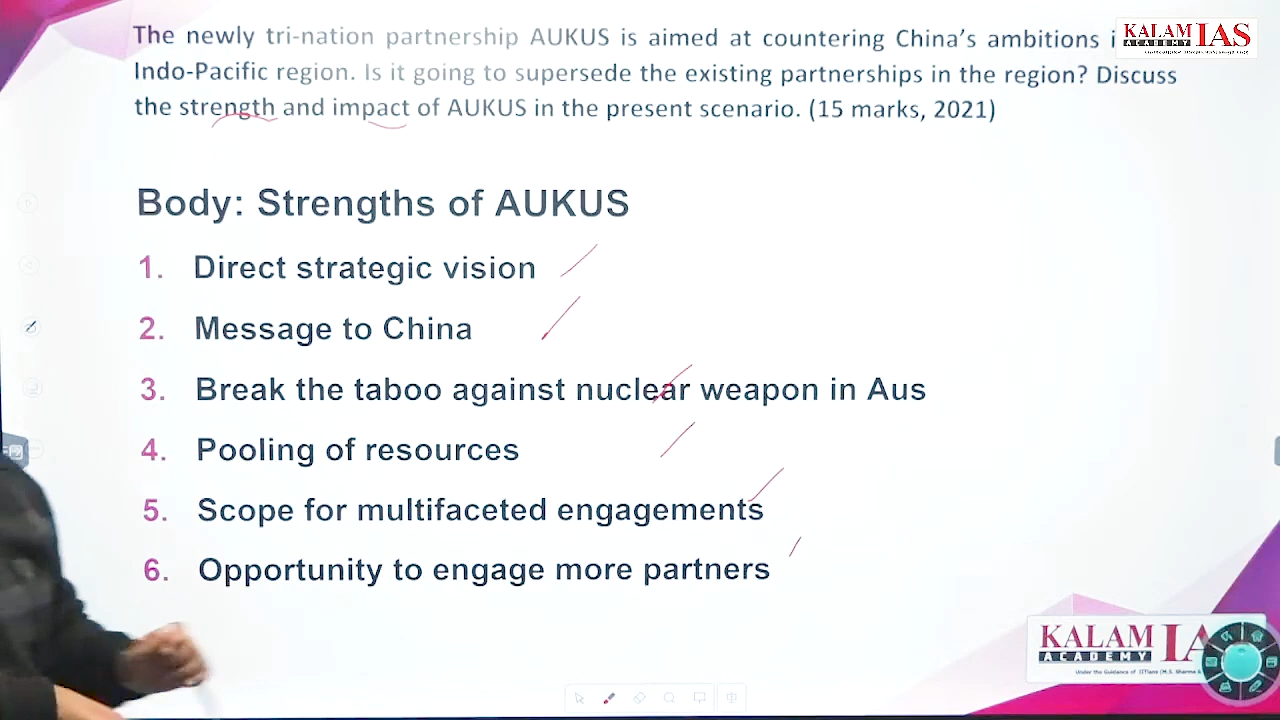 The newly tri-nation partnership AUKUS is aimed at countering China's ambitions i
Indo-Pacific region. Is it going to supersede the existing partnerships in the region? Discuss
the strength and impact of AUKUS in the present scenario. (15 marks, 2021)
KALAM IAS
ACADEMY
Body: Strengths of AUKUS
1. Direct strategic vision
2. Message to China
3. Break the taboo against nuclear weapon in Aus
4. Pooling of resources
5. Scope for multifaceted engagements
6. Opportunity to engage more partners
KALAM IA
ACADEMY
Under the Guidance of IITians (M.S. Sharma &